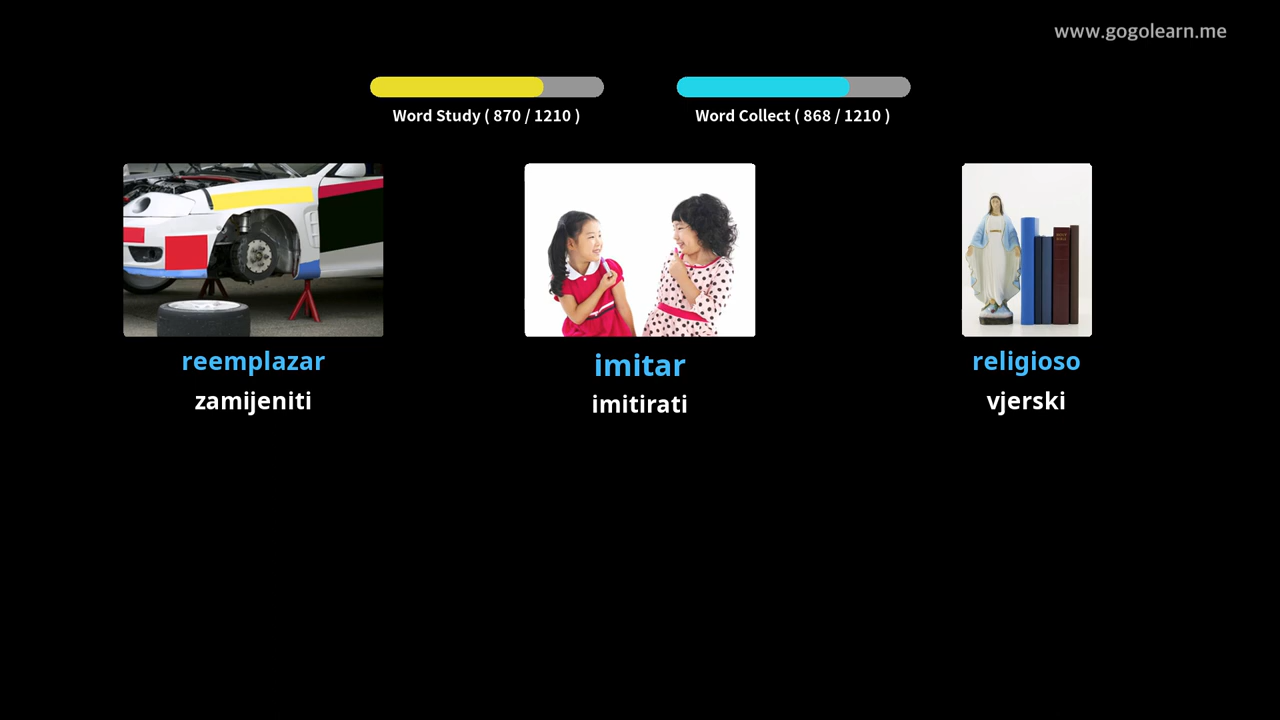 www.gogolearn.me
Word Study ( 870 / 1210 )
Word Collect ( 868 / 1210 )
reemplazar
zamijeniti
imitar
imitirati
religioso
vjerski